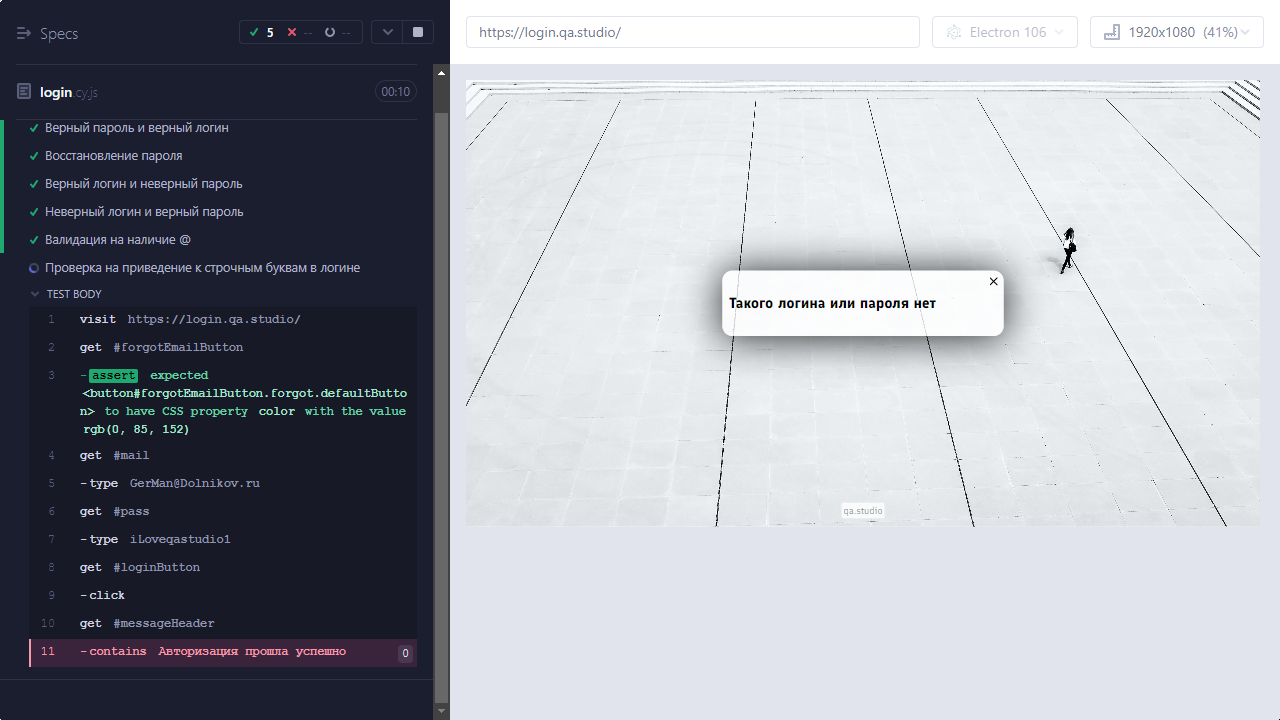 Specs
5 -- --
login.cy.js
00:10
Верный пароль и верный логин
Восстановление пароля
Верный логин и неверный пароль
Неверный логин и верный пароль
Валидация на наличие @
Проверка на приведение к строчным буквам в логине
TEST BODY
1 visit https://login.qa.studio/
2 get #forgotEmailButton
3 -assert expected
<button#forgotEmailButton.forgot.defaultButto
n> to have CSS property color with the value
rgb(0, 85, 152)
4 get #mail
5 -type GerMan@Dolnikov.ru
6 get #pass
7 -type iLoveqastudio1
8 get #loginButton
9 -click
10 get #messageHeader
11 -contains Авторизация прошла успешно 0
https://login.qa.studio/
Electron 106
1920x1080 (41%)
Такого логина или пароля нет
qa.studio